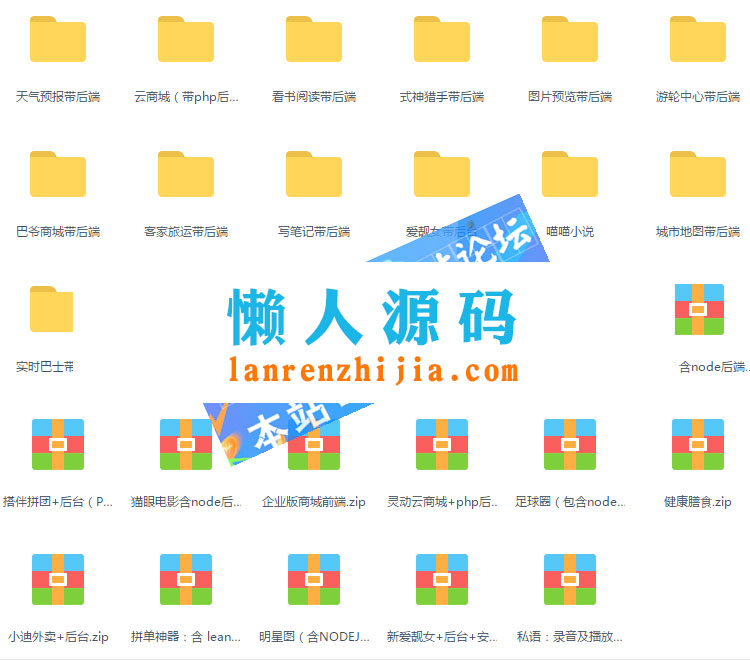 天气预报带后端
云商城（带php后...
看书阅读带后端
式神猎手带后端
图片预览带后端
游轮中心带后端
巴爷商城带后端
客家旅运带后端
写笔记带后端
爱靓女带后台
喵喵小说
城市地图带后端
论坛
实时巴士带
懒人源码
lanrenzhijia.com
含node后端...
本站
搭伴拼团+后台（P...
猫眼电影含node后...
企业版商城前端.zip
灵动云商城+php后...
足球圈（包含node...
健康膳食.zip
小迪外卖+后台.zip
拼单神器：含 lean...
明星图（含NODEJ...
新爱靓女+后台+安...
私语：录音及播放...